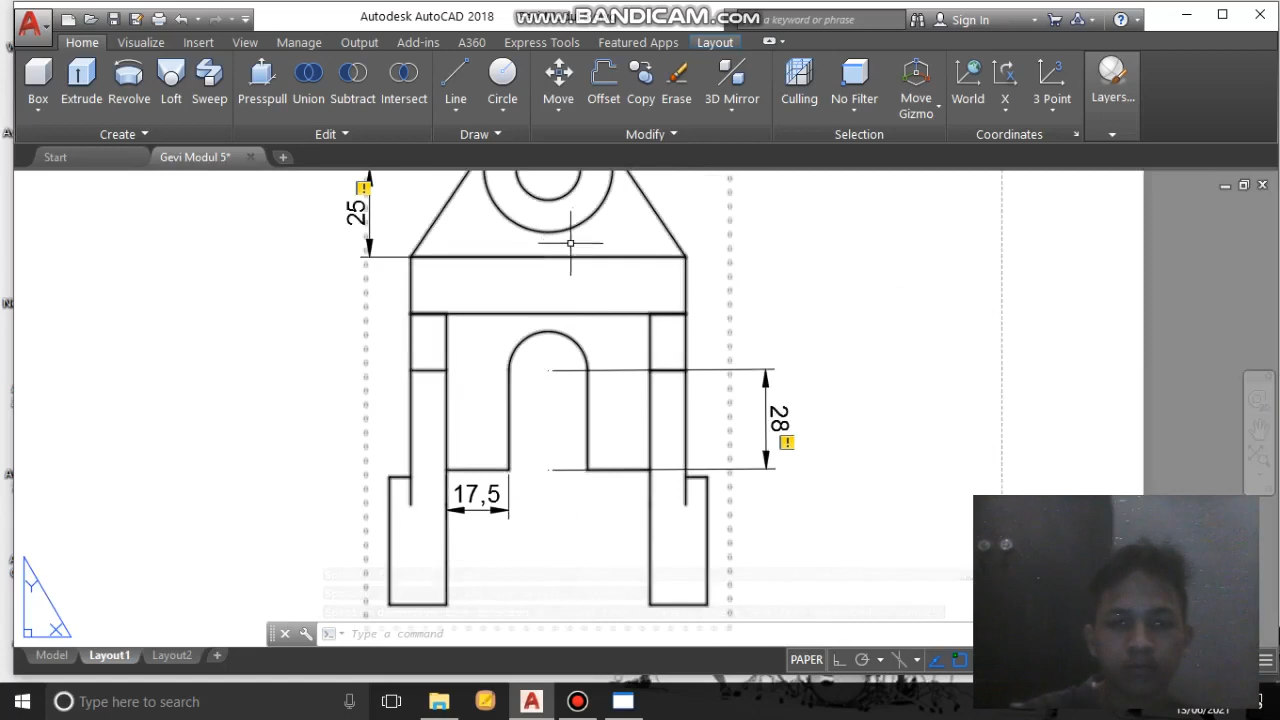 Autodesk AutoCAD 2018
www.BANDICAM.com
a keyword or phrase
Sign In
Home Visualize Insert View Manage Output Add-ins A360 Express Tools Featured Apps Layout
Box Extrude Revolve Loft Sweep Presspull Union Subtract Intersect Line Circle Move Offset Copy Erase 3D Mirror Culling No Filter Move Gizmo World X 3 Point Layers...
Create Edit Draw Modify Selection Coordinates
Start Gevi Modul 5*
25
28
17,5
Y
X
Type a command
Model Layout1 Layout2
PAPER
Type here to search
13/06/2021